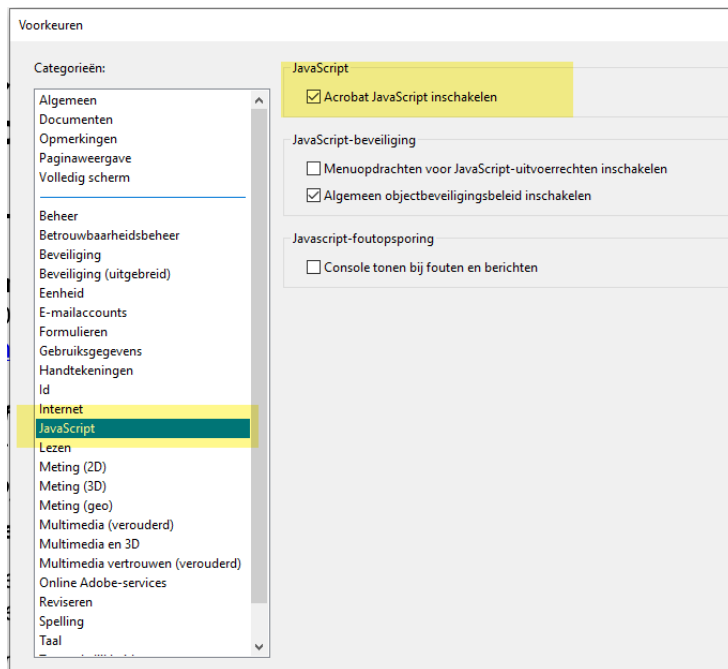 Voorkeuren
Categorieën:
Algemeen
Documenten
Opmerkingen
Paginaweergave
Volledig scherm
Beheer
Betrouwbaarheidsbeheer
Beveiliging
Beveiliging (uitgebreid)
Eenheid
E-mailaccounts
Formulieren
Gebruiksgegevens
Handtekeningen
Id
Internet
JavaScript
Lezen
Meting (2D)
Meting (3D)
Meting (geo)
Multimedia (verouderd)
Multimedia en 3D
Multimedia vertrouwen (verouderd)
Online Adobe-services
Reviseren
Spelling
Taal
JavaScript
Acrobat JavaScript inschakelen
JavaScript-beveiliging
Menuopdrachten voor JavaScript-uitvoerrechten inschakelen
Algemeen objectbeveiligingsbeleid inschakelen
Javascript-foutopsporing
Console tonen bij fouten en berichten